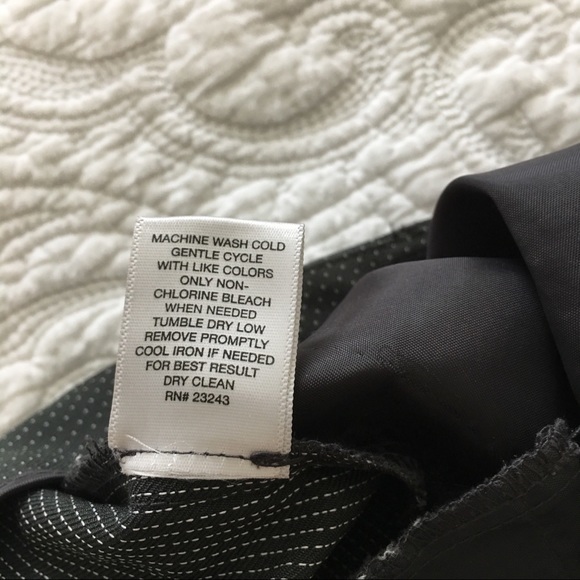 MACHINE WASH COLD
GENTLE CYCLE
WITH LIKE COLORS
ONLY NON-
CHLORINE BLEACH
WHEN NEEDED
TUMBLE DRY LOW
REMOVE PROMPTLY
COOL IRON IF NEEDED
FOR BEST RESULT
DRY CLEAN
RN# 23243